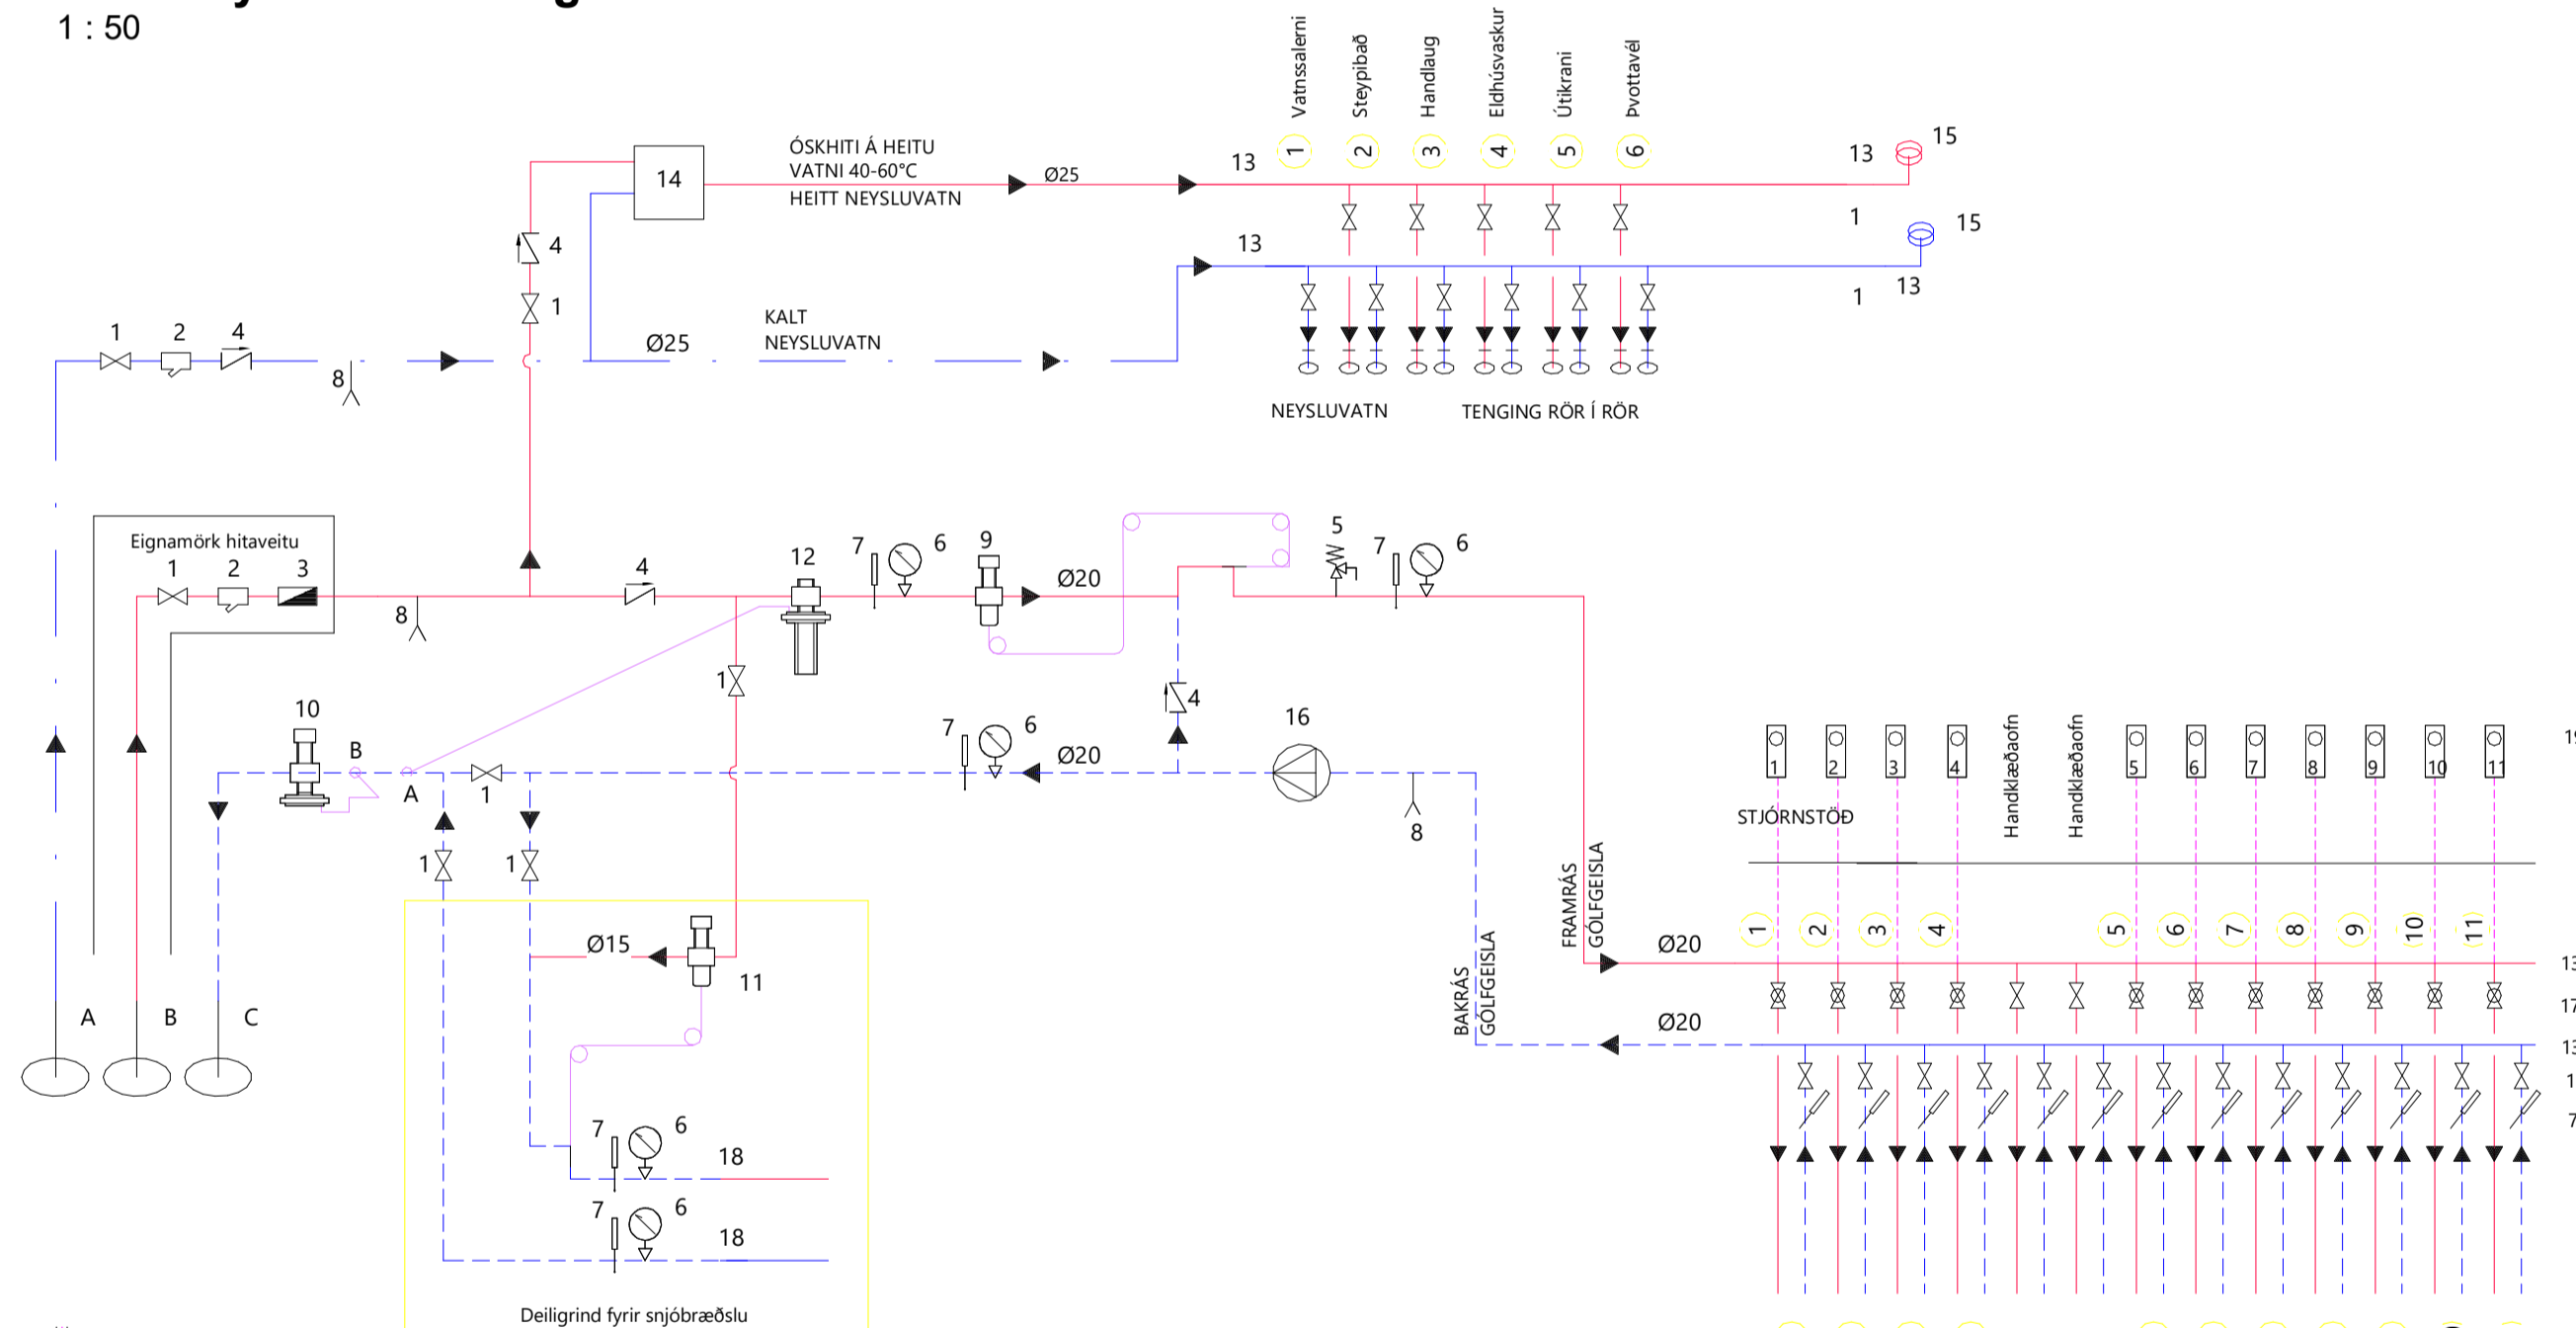 1 : 50
Vatnssalerni
Steypibað
Handlaug
Eldhúsvaskur
Útikrani
Þvottavél
1
2
3
4
5
6
ÓSKHITI Á HEITU
VATNI 40-60°C
HEITT NEYSLUVATN
14
Ø25
13
13
15
1
4
13
15
13
1
1
KALT
NEYSLUVATN
Ø25
1
2
4
8
NEYSLUVATN
TENGING RÖR Í RÖR
Eignamörk hitaveitu
1
2
3
8
4
12
7
6
9
Ø20
5
7
6
1
4
10
B
A
1
7
6
Ø20
16
8
1
1
Ø15
11
A
B
C
7
6
18
7
6
18
Deiligrind fyrir snjóbræðslu
FRAMRÁS
GÓLFGEISLA
BAKRÁS
GÓLFGEISLA
Ø20
Ø20
STJÓRNSTÖÐ
Handklæðaofn
Handklæðaofn
1
2
3
4
5
6
7
8
9
10
11
1
2
3
4
5
6
7
8
9
10
11
13
17
13
1
7